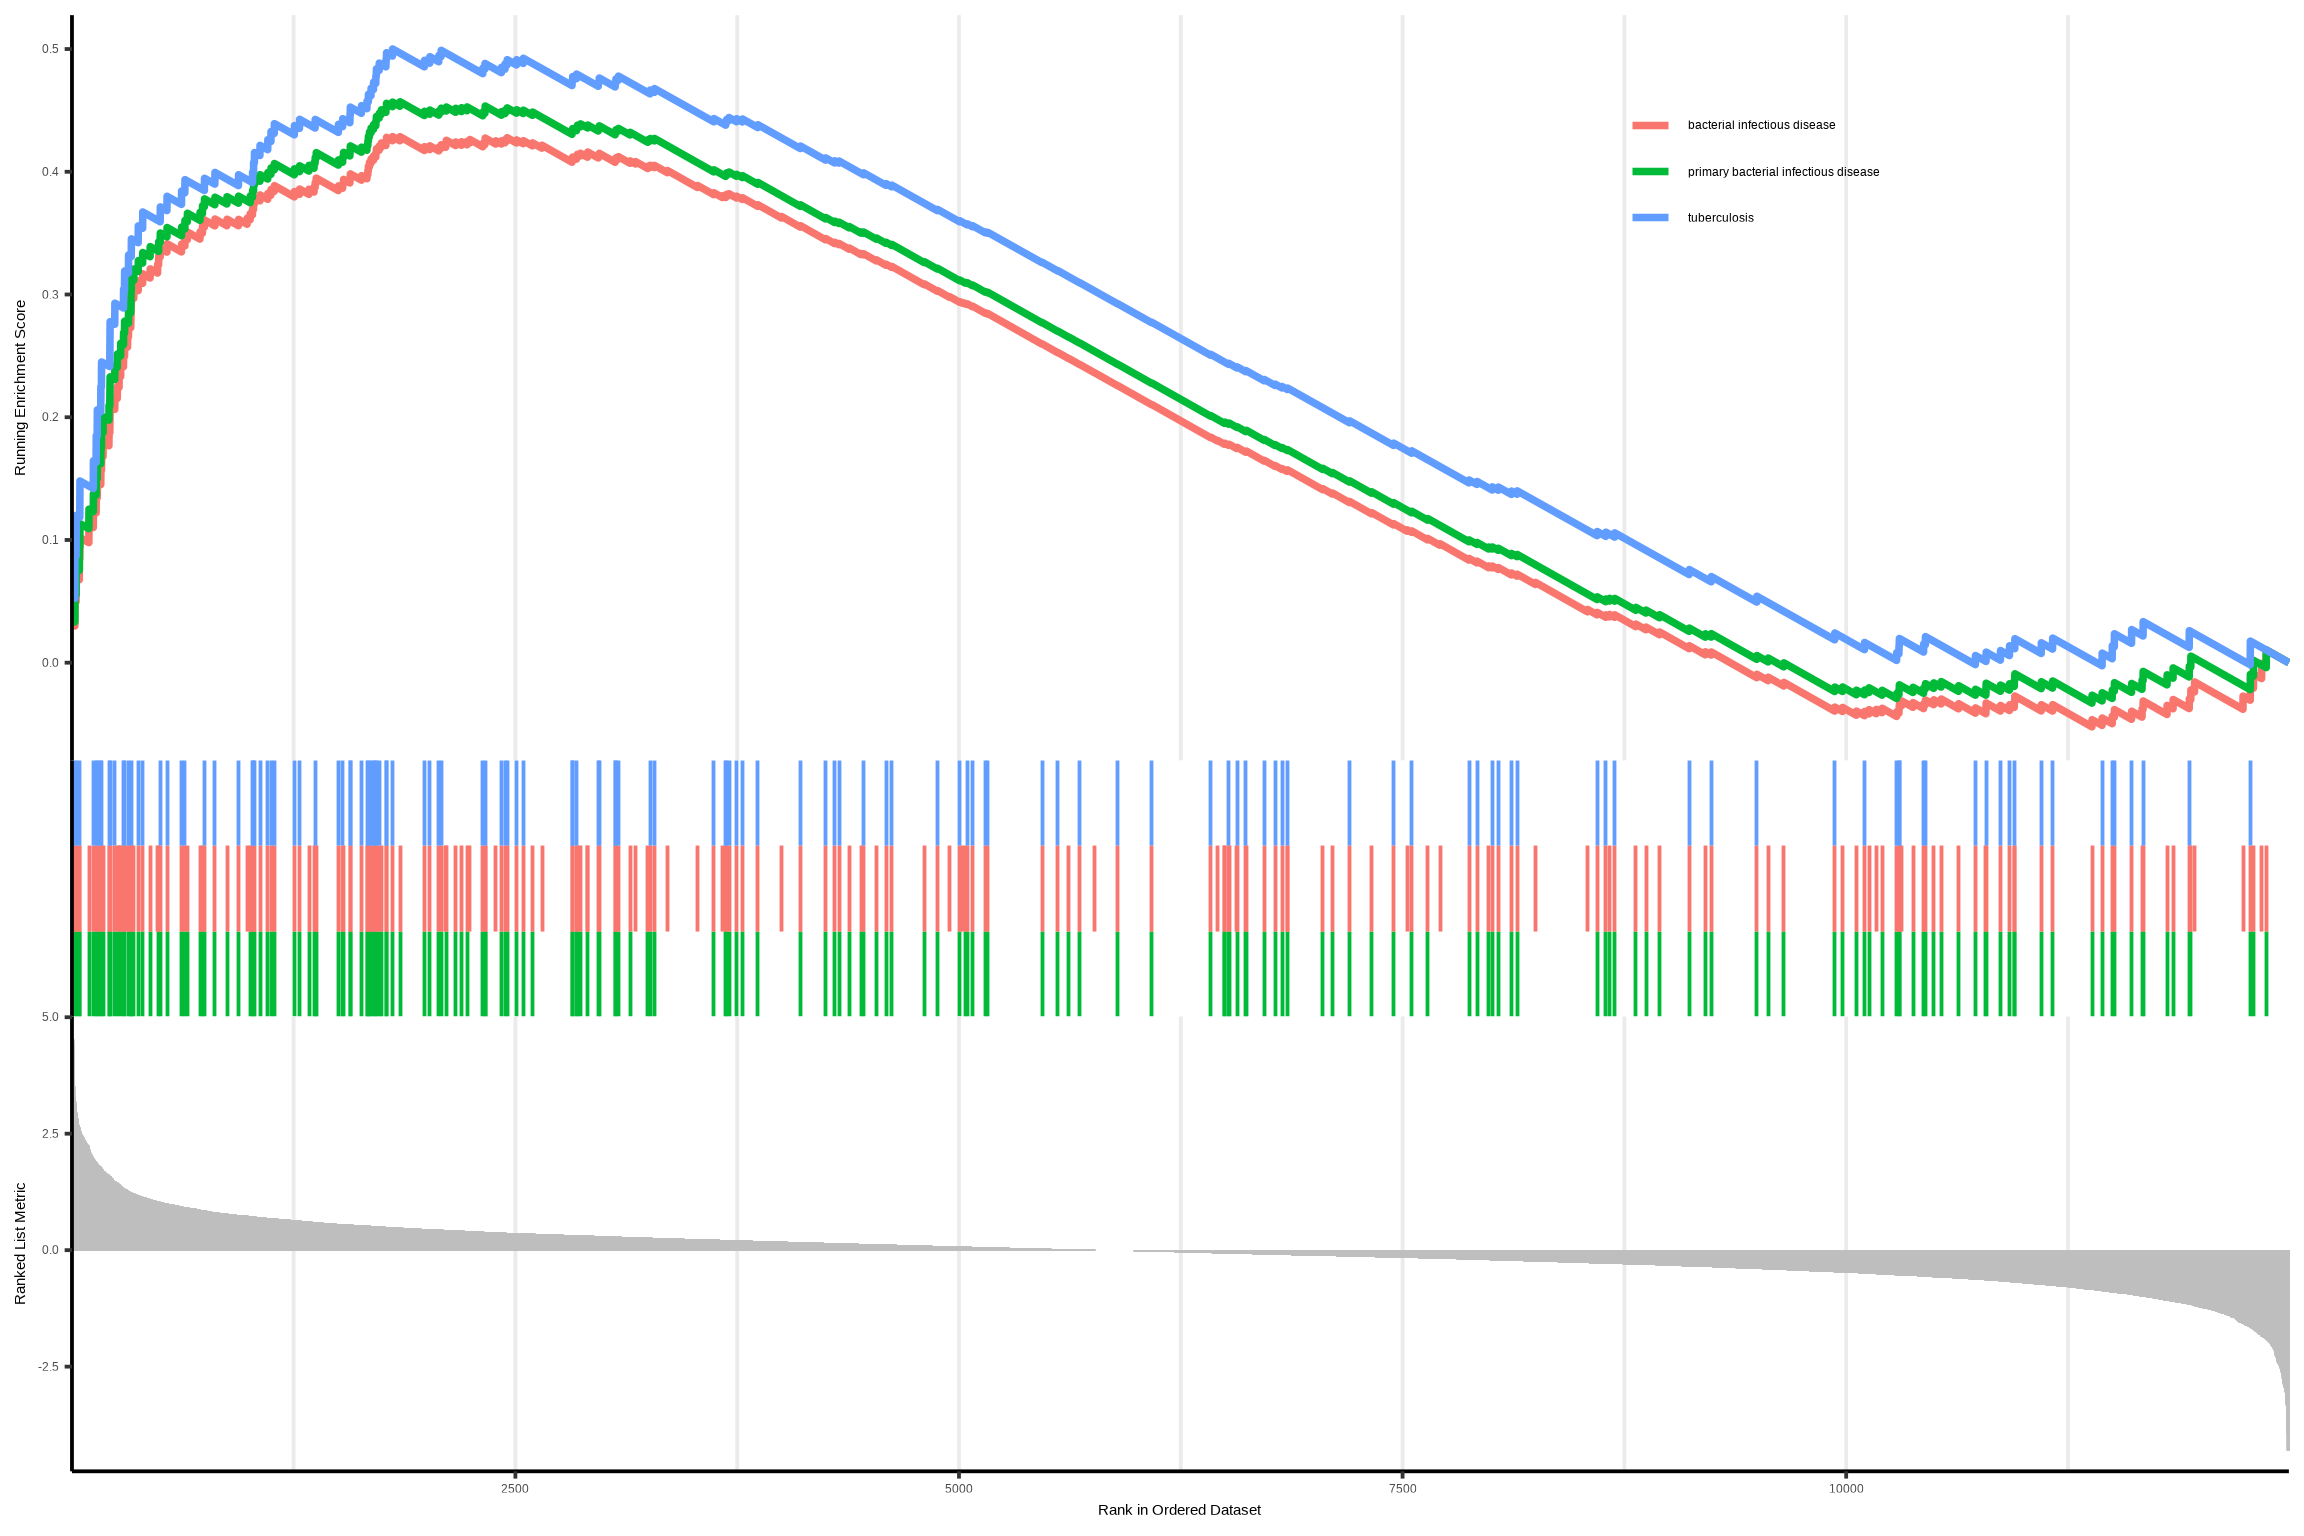 0.5
0.4
0.3
0.2
0.1
0.0
Running Enrichment Score
bacterial infectious disease
primary bacterial infectious disease
tuberculosis
5.0
2.5
0.0
-2.5
Ranked List Metric
2500
5000
7500
10000
Rank in Ordered Dataset